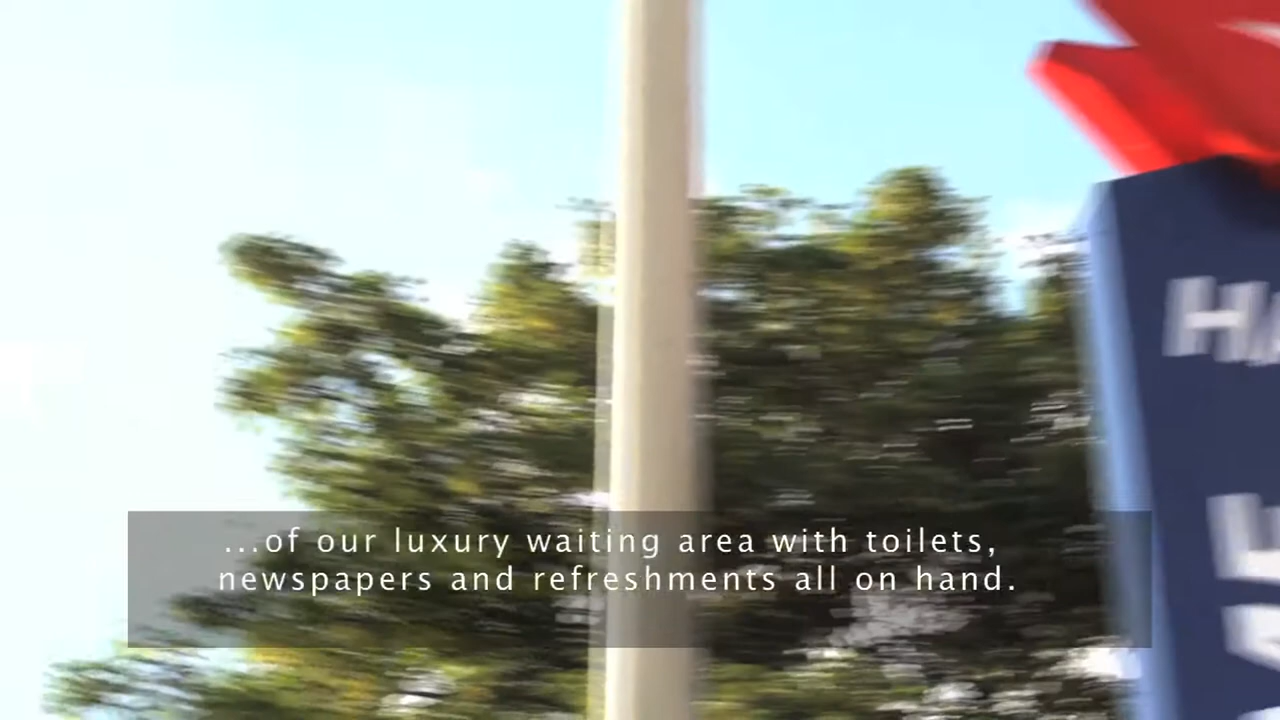 ...of our luxury waiting area with toilets,
newspapers and refreshments all on hand.